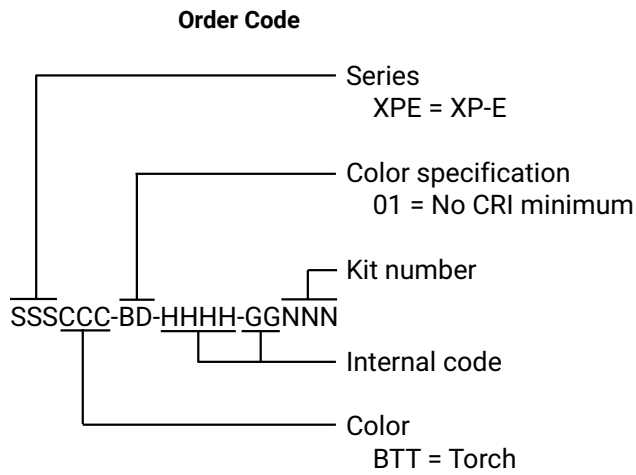 Order Code
Series
XPE = XP-E
Color specification
01 = No CRI minimum
Kit number
SSSCCC-BD-HHHH-GGNNN
Internal code
Color
BTT = Torch